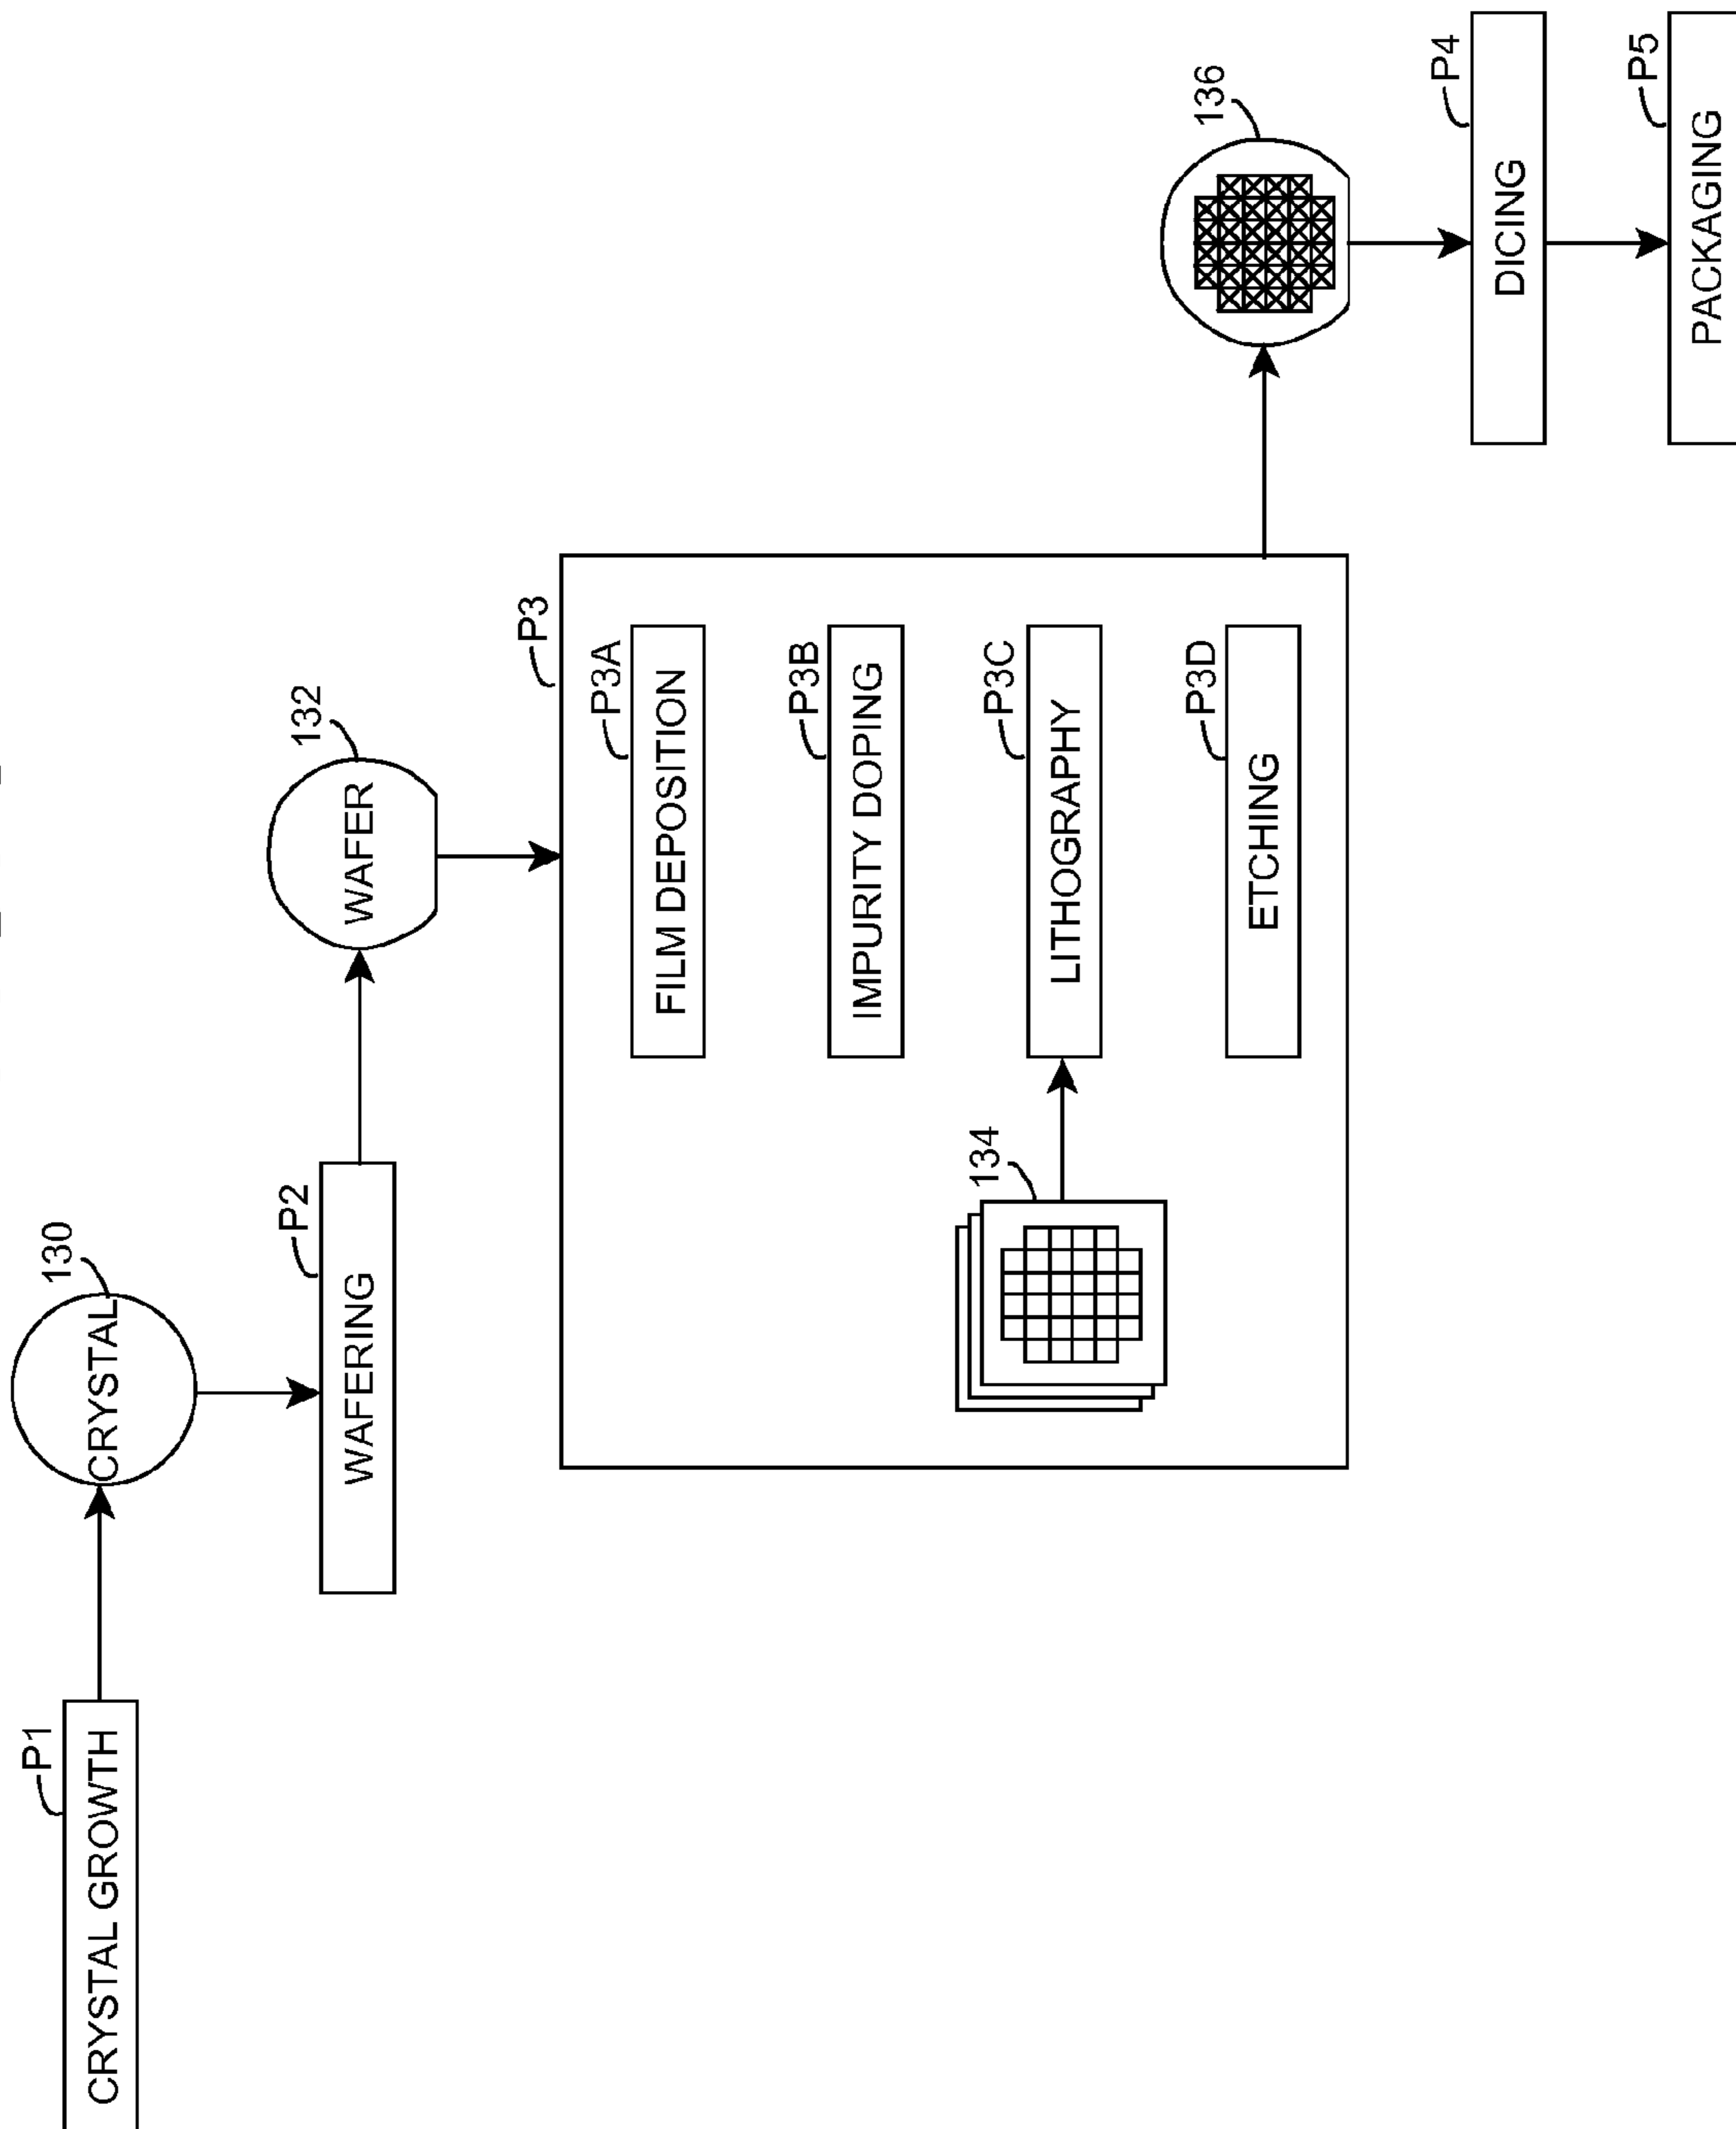 P1
CRYSTAL GROWTH
130
CRYSTAL
P2
WAFERING
132
WAFER
P3
P3A
FILM DEPOSITION
P3B
IMPURITY DOPING
134
P3C
LITHOGRAPHY
P3D
ETCHING
136
P4
DICING
P5
PACKAGING